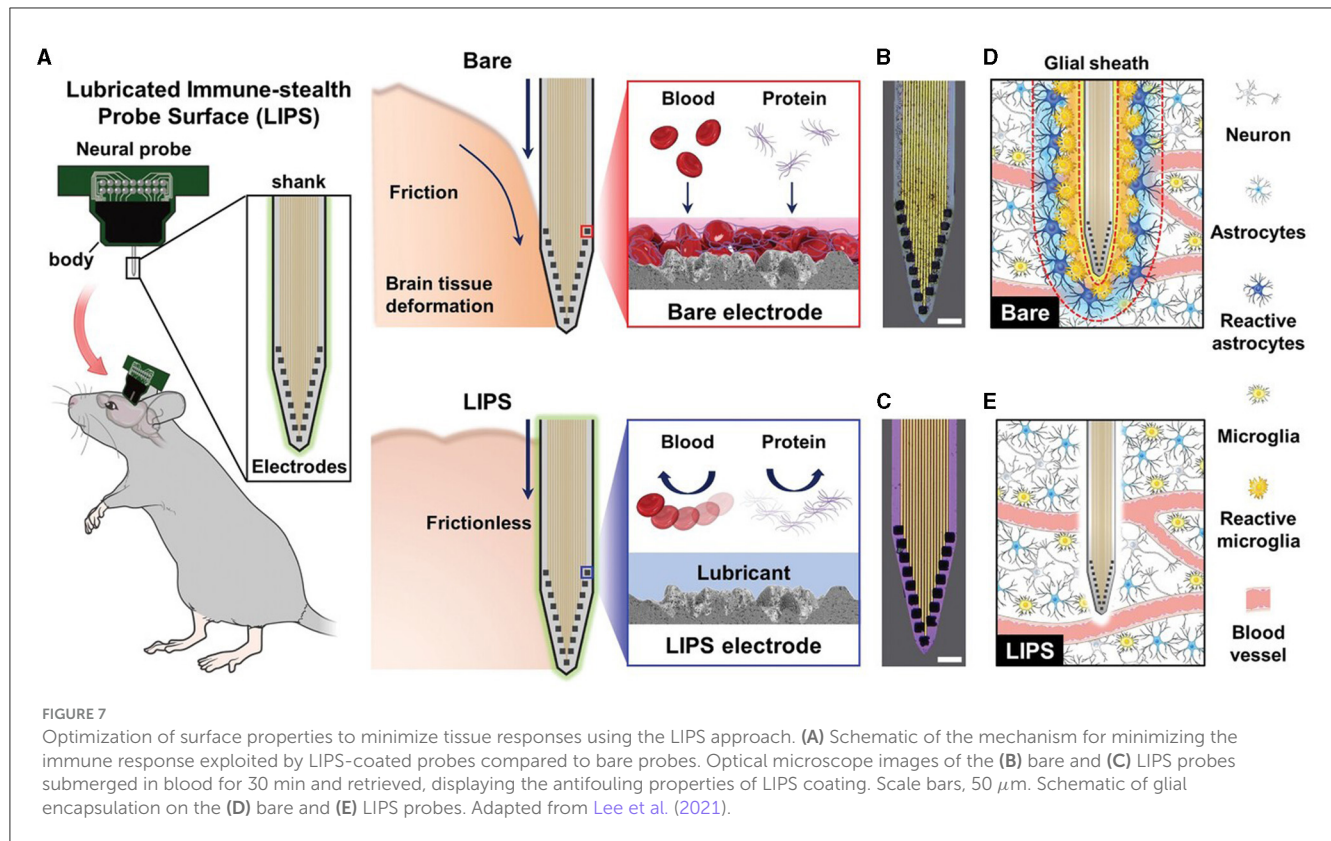 A
Lubricated Immune-stealth
Probe Surface (LIPS)
Neural probe
shank
body
Electrodes
Bare
Friction
Brain tissue
deformation
Blood
Protein
Bare electrode
LIPS
Frictionless
Blood
Protein
Lubricant
LIPS electrode
B
C
D
Glial sheath
Bare
E
LIPS
Neuron
Astrocytes
Reactive
astrocytes
Microglia
Reactive
microglia
Blood
vessel
FIGURE 7
Optimization of surface properties to minimize tissue responses using the LIPS approach. (A) Schematic of the mechanism for minimizing the
immune response exploited by LIPS-coated probes compared to bare probes. Optical microscope images of the (B) bare and (C) LIPS probes
submerged in blood for 30 min and retrieved, displaying the antifouling properties of LIPS coating. Scale bars, 50 μm. Schematic of glial
encapsulation on the (D) bare and (E) LIPS probes. Adapted from Lee et al. (2021).